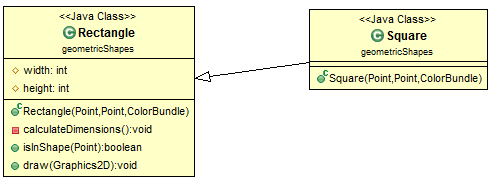 <<Java Class>>
Rectangle
geometricShapes
width: int
height: int
Rectangle(Point,Point,ColorBundle)
calculateDimensions():void
isInShape(Point):boolean
draw(Graphics2D):void
<<Java Class>>
Square
geometricShapes
Square(Point,Point,ColorBundle)